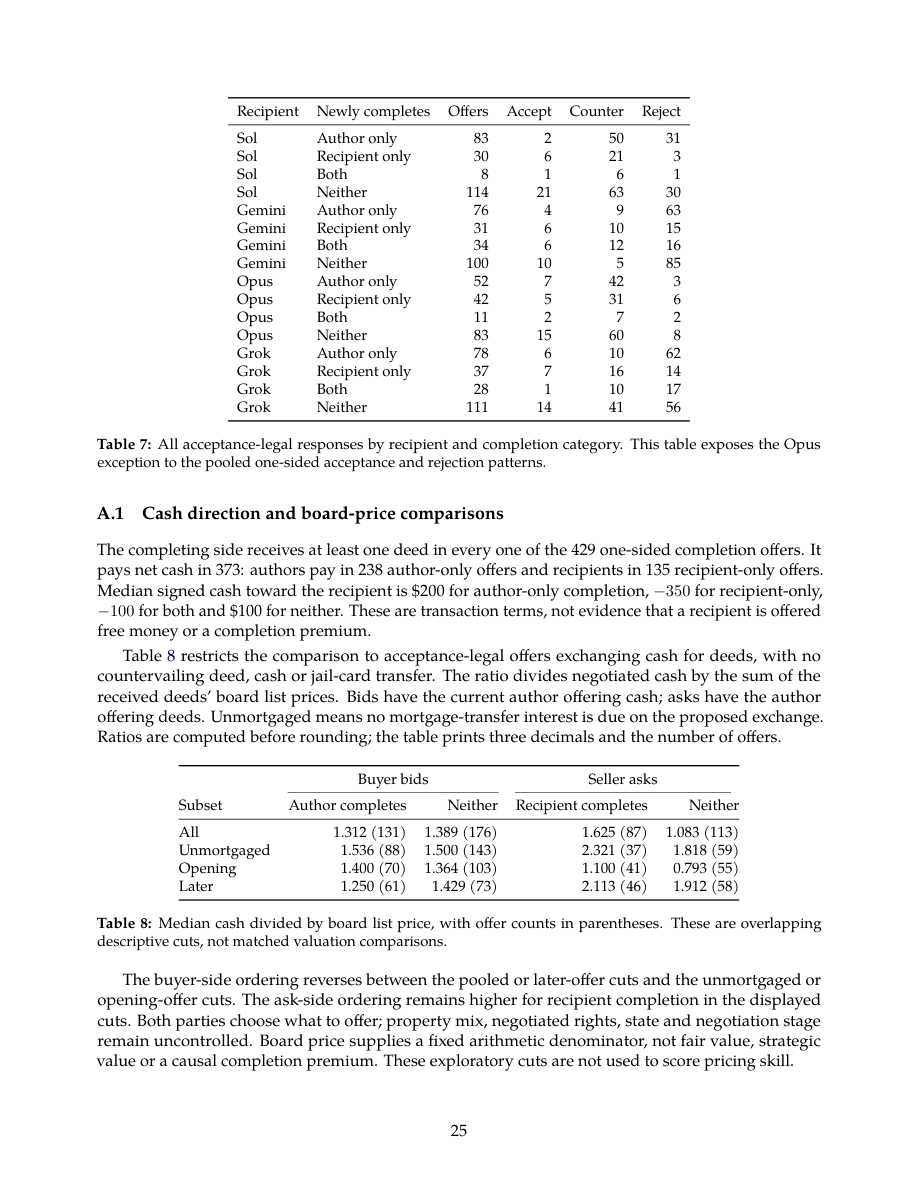 Recipient Newly completes Offers Accept Counter Reject
Sol Author only 83 2 50 31
Sol Recipient only 30 6 21 3
Sol Both 8 1 6 1
Sol Neither 114 21 63 30
Gemini Author only 76 4 9 63
Gemini Recipient only 31 6 10 15
Gemini Both 34 6 12 16
Gemini Neither 100 10 5 85
Opus Author only 52 7 42 3
Opus Recipient only 42 5 31 6
Opus Both 11 2 7 2
Opus Neither 83 15 60 8
Grok Author only 78 6 10 62
Grok Recipient only 37 7 16 14
Grok Both 28 1 10 17
Grok Neither 111 14 41 56
Table 7: All acceptance-legal responses by recipient and completion category. This table exposes the Opus
exception to the pooled one-sided acceptance and rejection patterns.
A.1 Cash direction and board-price comparisons
The completing side receives at least one deed in every one of the 429 one-sided completion offers. It
pays net cash in 373: authors pay in 238 author-only offers and recipients in 135 recipient-only offers.
Median signed cash toward the recipient is $200 for author-only completion, −350 for recipient-only,
−100 for both and $100 for neither. These are transaction terms, not evidence that a recipient is offered
free money or a completion premium.
Table 8 restricts the comparison to acceptance-legal offers exchanging cash for deeds, with no
countervailing deed, cash or jail-card transfer. The ratio divides negotiated cash by the sum of the
received deeds' board list prices. Bids have the current author offering cash; asks have the author
offering deeds. Unmortgaged means no mortgage-transfer interest is due on the proposed exchange.
Ratios are computed before rounding; the table prints three decimals and the number of offers.
Buyer bids Seller asks
Subset Author completes Neither Recipient completes Neither
All 1.312 (131) 1.389 (176) 1.625 (87) 1.083 (113)
Unmortgaged 1.536 (88) 1.500 (143) 2.321 (37) 1.818 (59)
Opening 1.400 (70) 1.364 (103) 1.100 (41) 0.793 (55)
Later 1.250 (61) 1.429 (73) 2.113 (46) 1.912 (58)
Table 8: Median cash divided by board list price, with offer counts in parentheses. These are overlapping
descriptive cuts, not matched valuation comparisons.
The buyer-side ordering reverses between the pooled or later-offer cuts and the unmortgaged or
opening-offer cuts. The ask-side ordering remains higher for recipient completion in the displayed
cuts. Both parties choose what to offer; property mix, negotiated rights, state and negotiation stage
remain uncontrolled. Board price supplies a fixed arithmetic denominator, not fair value, strategic
value or a causal completion premium. These exploratory cuts are not used to score pricing skill.
25